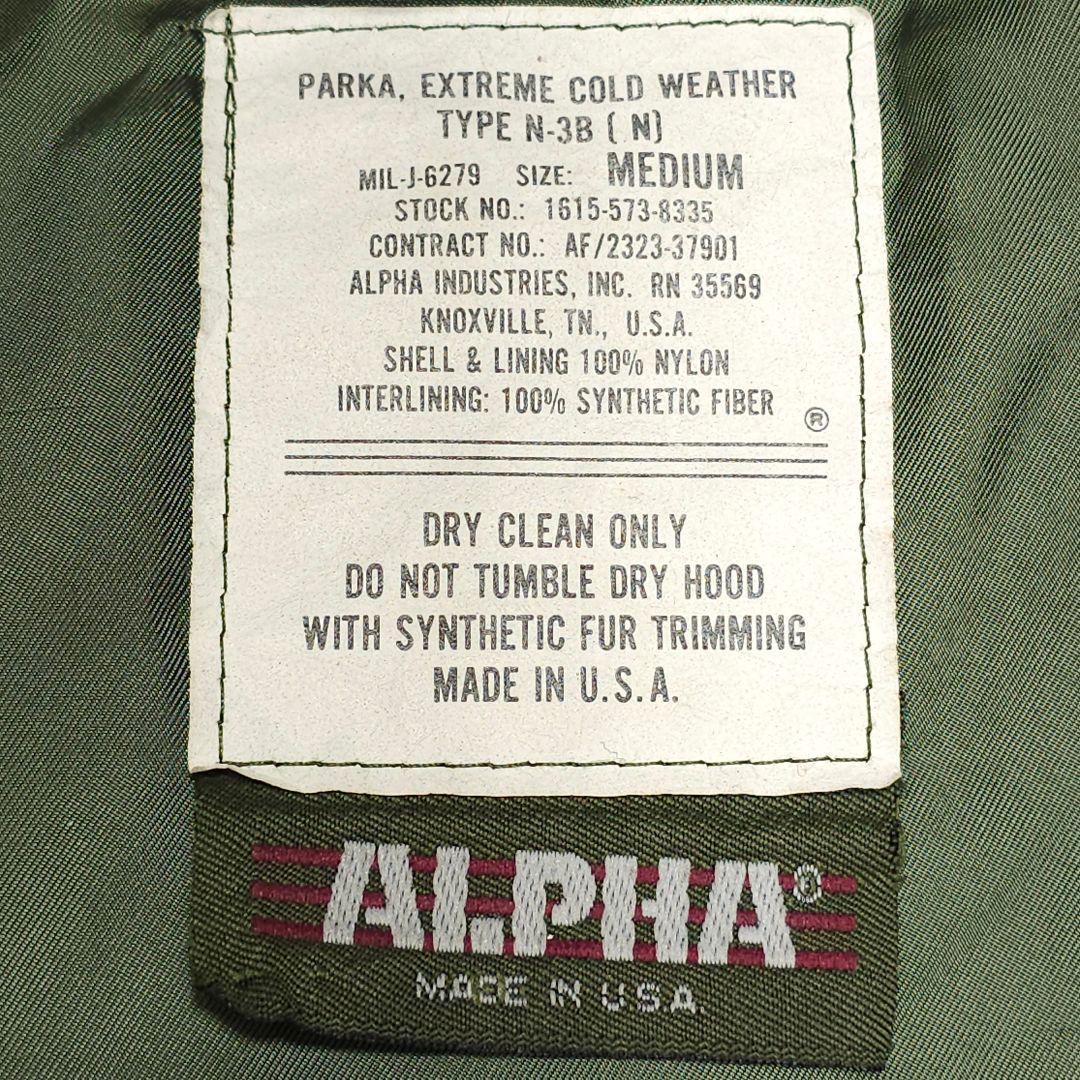 PARKA, EXTREME COLD WEATHER
TYPE N-3B ( N)
MIL-J-6279 SIZE: MEDIUM
STOCK NO.: 1615-573-8335
CONTRACT NO.: AF/2323-37901
ALPHA INDUSTRIES, INC. RN 35569
KNOXVILLE, TN., U.S.A.
SHELL & LINING 100% NYLON
INTERLINING: 100% SYNTHETIC FIBER ®
DRY CLEAN ONLY
DO NOT TUMBLE DRY HOOD
WITH SYNTHETIC FUR TRIMMING
MADE IN U.S.A.
ALPHA®
MADE IN U.S.A.